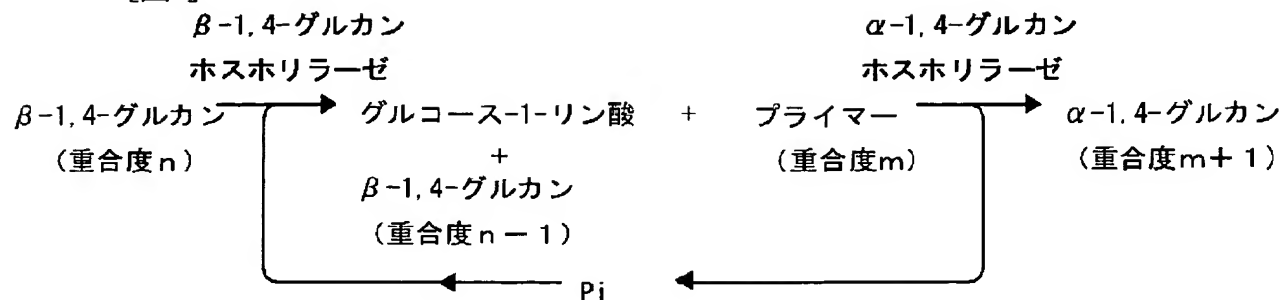 β-1,4-グルカン
ホスホリラーゼ
α-1,4-グルカン
ホスホリラーゼ
β-1,4-グルカン グルコース-1-リン酸 + プライマー α-1,4-グルカン
(重合度n) + (重合度m) (重合度m+1)
β-1,4-グルカン
(重合度n-1)
Pi